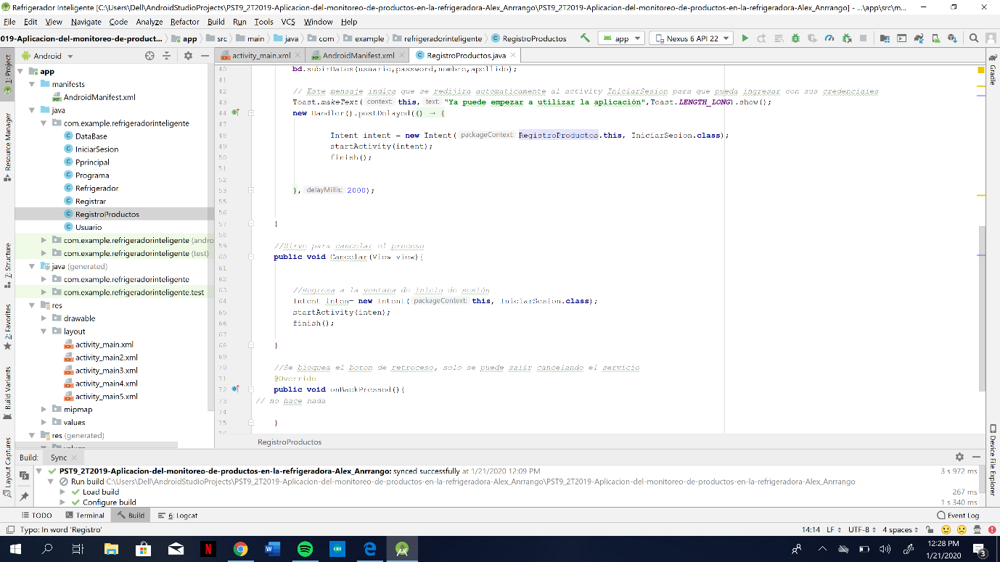 Refrigerador Inteligente [C:\Users\Dell\AndroidStudioProjects\PST9_2T2019-Aplicacion-del-monitoreo-de-productos-en-la-refrigeradora-Alex_Anrrango\PST9_2T2019-Aplicacion-del-monitoreo-de-productos-en-la-refrigeradora-Alex_Anrrango] - ...\app\src\m...
File Edit View Navigate Code Analyze Refactor Build Run Tools VCS Window Help
019-Aplicacion-del-monitoreo-de-product... app src main java com example refrigeradorinteligente RegistroProductos app Nexus 6 API 22
Android activity_main.xml AndroidManifest.xml RegistroProductos.java
1: Project
Resource Manager
7: Structure
2: Favorites
Build Variants
Layout Captures
app
manifests
AndroidManifest.xml
java
com.example.refrigeradorinteligente
DataBase
IniciarSesion
Pprincipal
Programa
Refrigerador
Registrar
RegistroProductos
Usuario
com.example.refrigeradorinteligente (andro
com.example.refrigeradorinteligente (test)
java (generated)
com.example.refrigeradorinteligente
com.example.refrigeradorinteligente.test
res
drawable
layout
activity_main.xml
activity_main2.xml
activity_main3.xml
activity_main4.xml
activity_main5.xml
mipmap
values
res (generated)
values
40 bd.subirDatos(usuario,password,nombre,apellido);
41
42 // Este mensaje indica que se redijira automaticamente al activity IniciarSesion para que pueda ingresar con sus credenciales
43 Toast.makeText( context: this, text: "Ya puede empezar a utilizar la aplicación",Toast.LENGTH_LONG).show();
44 new Handler().postDelayed(() → {
47
48 Intent intent = new Intent( packageContext: RegistroProductos.this, IniciarSesion.class);
49 startActivity(intent);
50 finish();
51
52
53 }, delayMillis: 2000);
55
56
57 }
58
59 //Sirve para cancelar el proceso
60 public void Cancelar(View view){
61
62
63 //Regresa a la ventana de inicio de sesión
64 Intent inten= new Intent( packageContext: this, IniciarSesion.class);
65 startActivity(inten);
66 finish();
67
68 }
69
70 //Se bloquea el boton de retroceso, solo se puede salir cancelando el servicio
71 @Override
72 public void onBackPressed(){
73 // no hace nada
74
75 }
76
RegistroProductos
Gradle
Device File Explorer
Build: Sync
PST9_2T2019-Aplicacion-del-monitoreo-de-productos-en-la-refrigeradora-Alex_Anrrango: synced successfully at 1/21/2020 12:09 PM 3 s 972 ms
Run build C:\Users\Dell\AndroidStudioProjects\PST9_2T2019-Aplicacion-del-monitoreo-de-productos-en-la-refrigeradora-Alex_Anrrango\PST9_2T2019-Aplicacion-del-monitoreo-de-productos-en-la-refrigeradora-Alex_Anrrango
Load build 267 ms
Configure build 1 s 340 ms
TODO Terminal Build 6: Logcat Event Log
Typo: In word 'Registro' 14:14 LF UTF-8 4 spaces
12:28 PM
1/21/2020
3